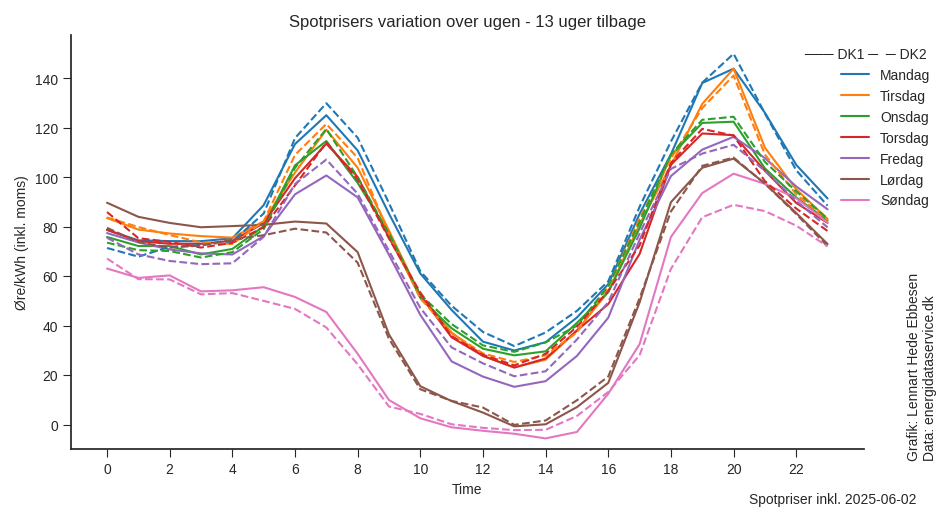 Spotprisers variation over ugen - 13 uger tilbage
DK1 DK2
Mandag
Tirsdag
Onsdag
Torsdag
Fredag
Lørdag
Søndag
Øre/kWh (inkl. moms)
140
120
100
80
60
40
20
0
0 2 4 6 8 10 12 14 16 18 20 22
Time
Grafik: Lennart Hede Ebbesen
Data: energidataservice.dk
Spotpriser inkl. 2025-06-02